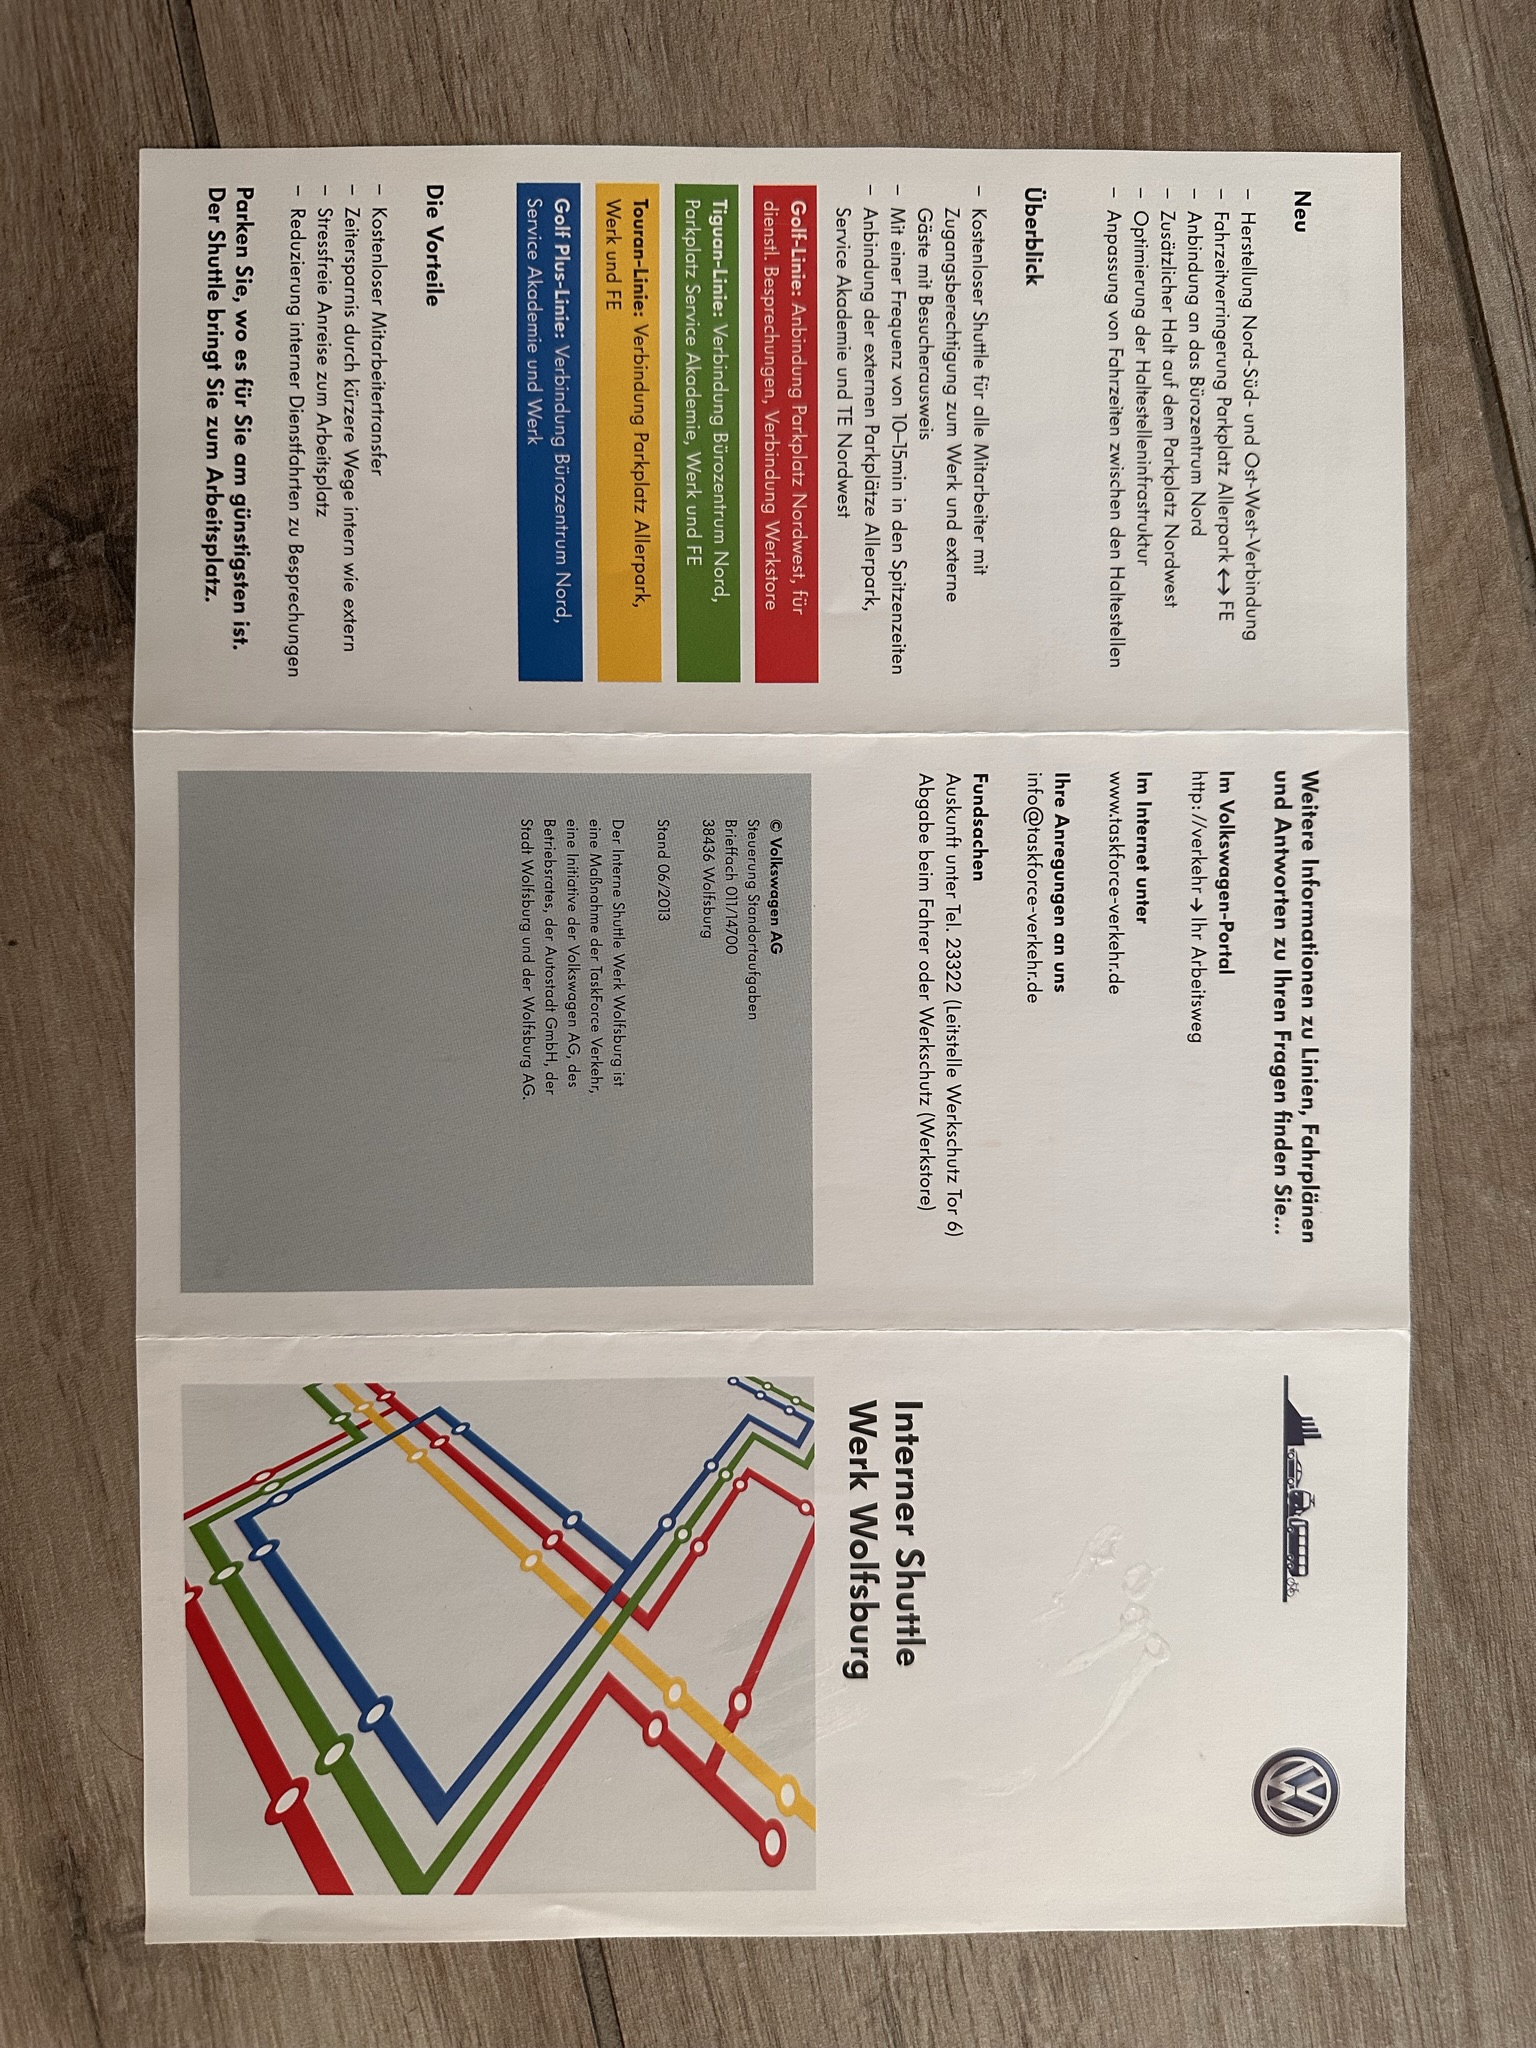 Neu
– Herstellung Nord-Süd- und Ost-West-Verbindung
– Fahrzeitverringerung Parkplatz Allerpark ↔ FE
– Anbindung an das Bürozentrum Nord
– Zusätzlicher Halt auf dem Parkplatz Nordwest
– Optimierung der Haltestelleninfrastruktur
– Anpassung von Fahrzeiten zwischen den Haltestellen
Überblick
– Kostenloser Shuttle für alle Mitarbeiter mit
Zugangsberechtigung zum Werk und externe
Gäste mit Besucherausweis
– Mit einer Frequenz von 10–15min in den Spitzenzeiten
– Anbindung der externen Parkplätze Allerpark,
Service Akademie und TE Nordwest
Golf-Linie: Anbindung Parkplatz Nordwest, für
dienstl. Besprechungen, Verbindung Werkstore
Tiguan-Linie: Verbindung Bürozentrum Nord,
Parkplatz Service Akademie, Werk und FE
Touran-Linie: Verbindung Parkplatz Allerpark,
Werk und FE
Golf Plus-Linie: Verbindung Bürozentrum Nord,
Service Akademie und Werk
Die Vorteile
– Kostenloser Mitarbeitertransfer
– Zeitersparnis durch kürzere Wege intern wie extern
– Stressfreie Anreise zum Arbeitsplatz
– Reduzierung interner Dienstfahrten zu Besprechungen
Parken Sie, wo es für Sie am günstigsten ist.
Der Shuttle bringt Sie zum Arbeitsplatz.
Weitere Informationen zu Linien, Fahrplänen
und Antworten zu Ihren Fragen finden Sie...
Im Volkswagen-Portal
http://verkehr → Ihr Arbeitsweg
Im Internet unter
www.taskforce-verkehr.de
Ihre Anregungen an uns
info@taskforce-verkehr.de
Fundsachen
Auskunft unter Tel. 23322 (Leitstelle Werkschutz Tor 6)
Abgabe beim Fahrer oder Werkschutz (Werkstore)
© Volkswagen AG
Steuerung Standortaufgaben
Brieffach 011/14700
38436 Wolfsburg
Stand 06/2013
Der Interne Shuttle Werk Wolfsburg ist
eine Maßnahme der TaskForce Verkehr,
eine Initiative der Volkswagen AG, des
Betriebsrates, der Autostadt GmbH, der
Stadt Wolfsburg und der Wolfsburg AG.
VW
Interner Shuttle
Werk Wolfsburg